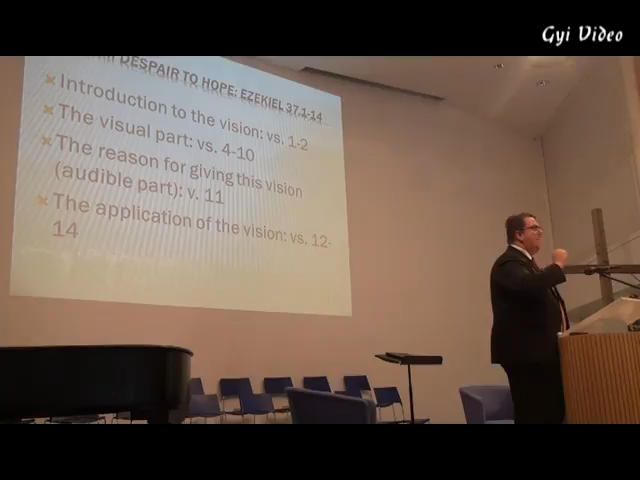 Gyi Video
DESPAIR TO HOPE: EZEKIEL 37,1-14
Introduction to the vision: vs. 1-2
The visual part: vs. 4-10
The reason for giving this vision
(audible part): v. 11
The application of the vision: vs. 12-
14